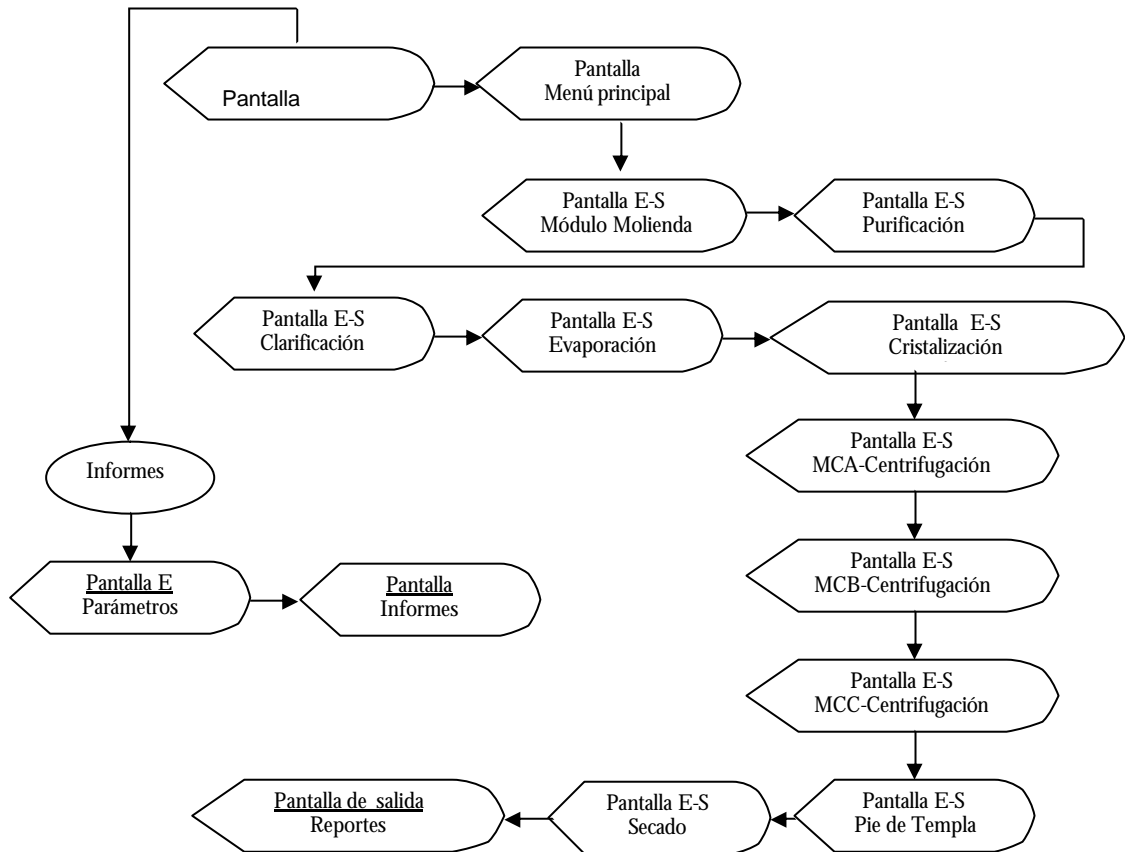 Pantalla
Pantalla
Menú principal
Pantalla E-S
Módulo Molienda
Pantalla E-S
Purificación
Pantalla E-S
Clarificación
Pantalla E-S
Evaporación
Pantalla E-S
Cristalización
Pantalla E-S
MCA-Centrifugación
Informes
Pantalla E-S
MCB-Centrifugación
Pantalla E
Parámetros
Pantalla
Informes
Pantalla E-S
MCC-Centrifugación
Pantalla de salida
Reportes
Pantalla E-S
Secado
Pantalla E-S
Pie de Templa